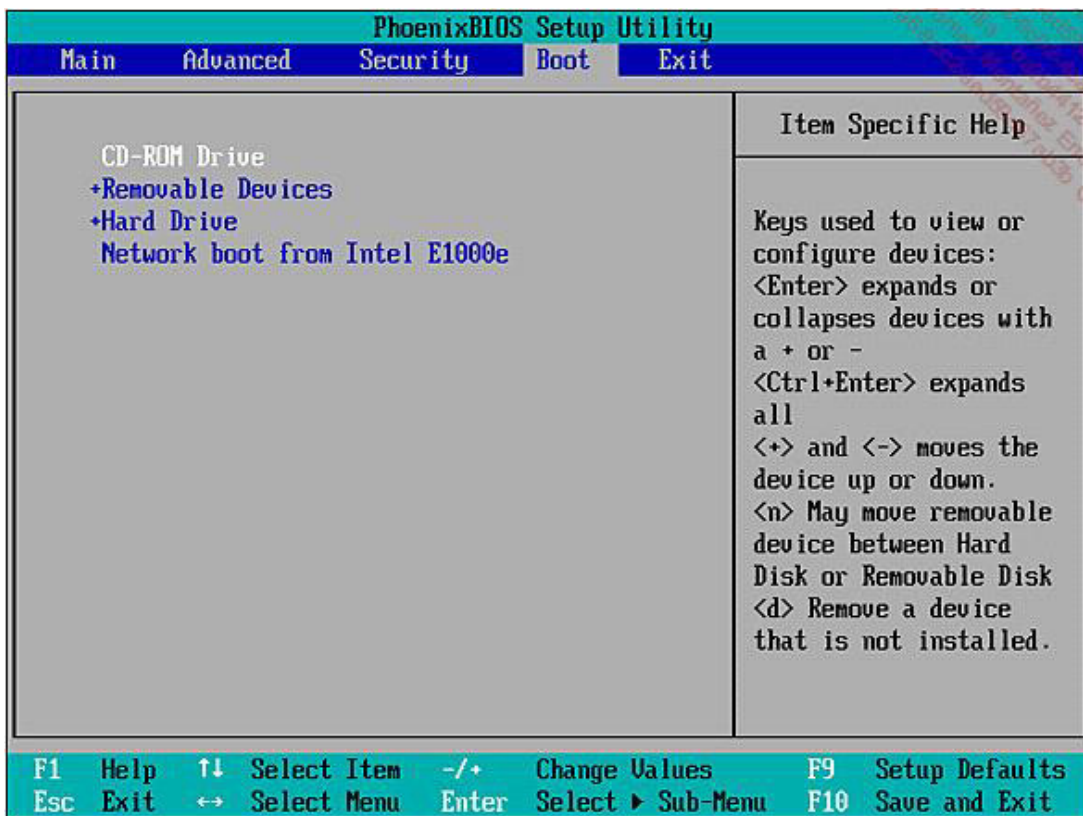 PhoenixBIOS Setup Utility
Main Advanced Security Boot Exit
CD-ROM Drive
+Removable Devices
+Hard Drive
Network boot from Intel E1000e
Item Specific Help
Keys used to view or
configure devices:
<Enter> expands or
collapses devices with
a + or -
<Ctrl+Enter> expands
all
<+> and <-> moves the
device up or down.
<n> May move removable
device between Hard
Disk or Removable Disk
<d> Remove a device
that is not installed.
F1 Help ↑↓ Select Item -/+ Change Values F9 Setup Defaults
Esc Exit ↔ Select Menu Enter Select ▶ Sub-Menu F10 Save and Exit